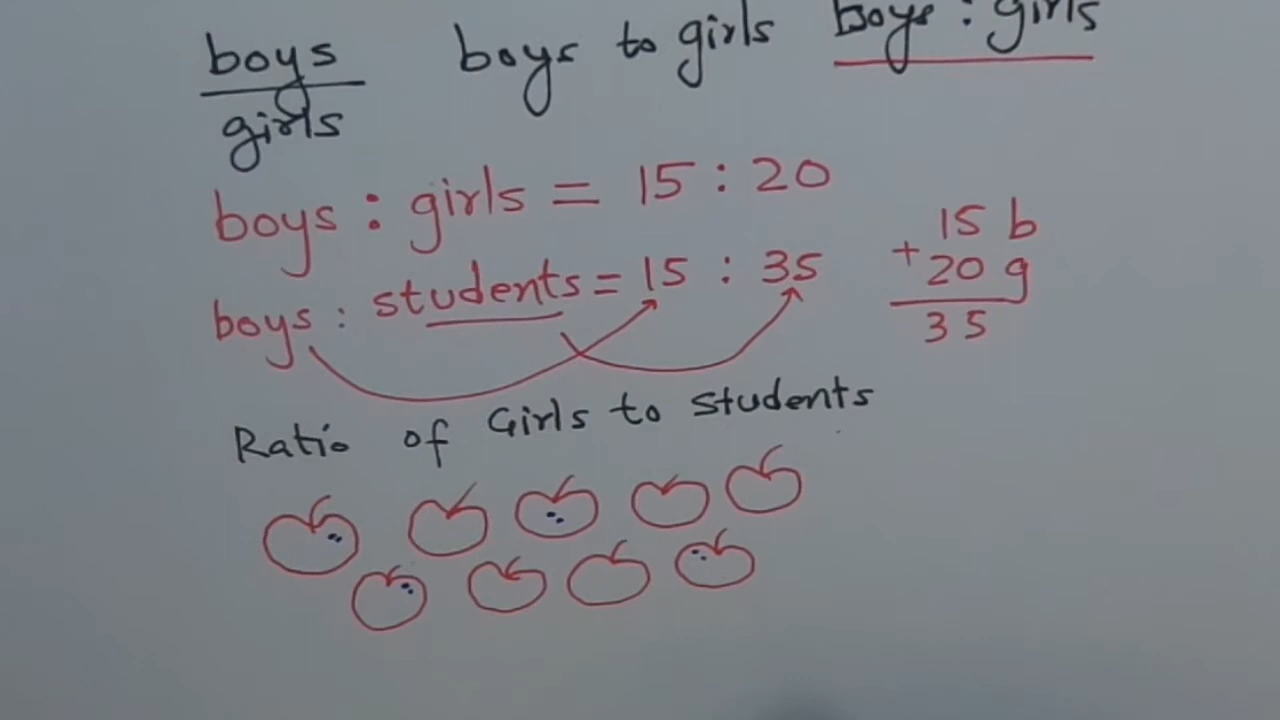 boys boys to girls boys : girls
girls
boys : girls = 15 : 20
boys : students = 15 : 35
15 b
+ 20 g
35
Ratio of Girls to students